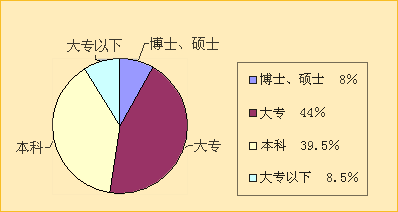 大专以下
博士、硕士
本科
大专
博士、硕士 8%
大专 44%
本科 39.5%
大专以下 8.5%